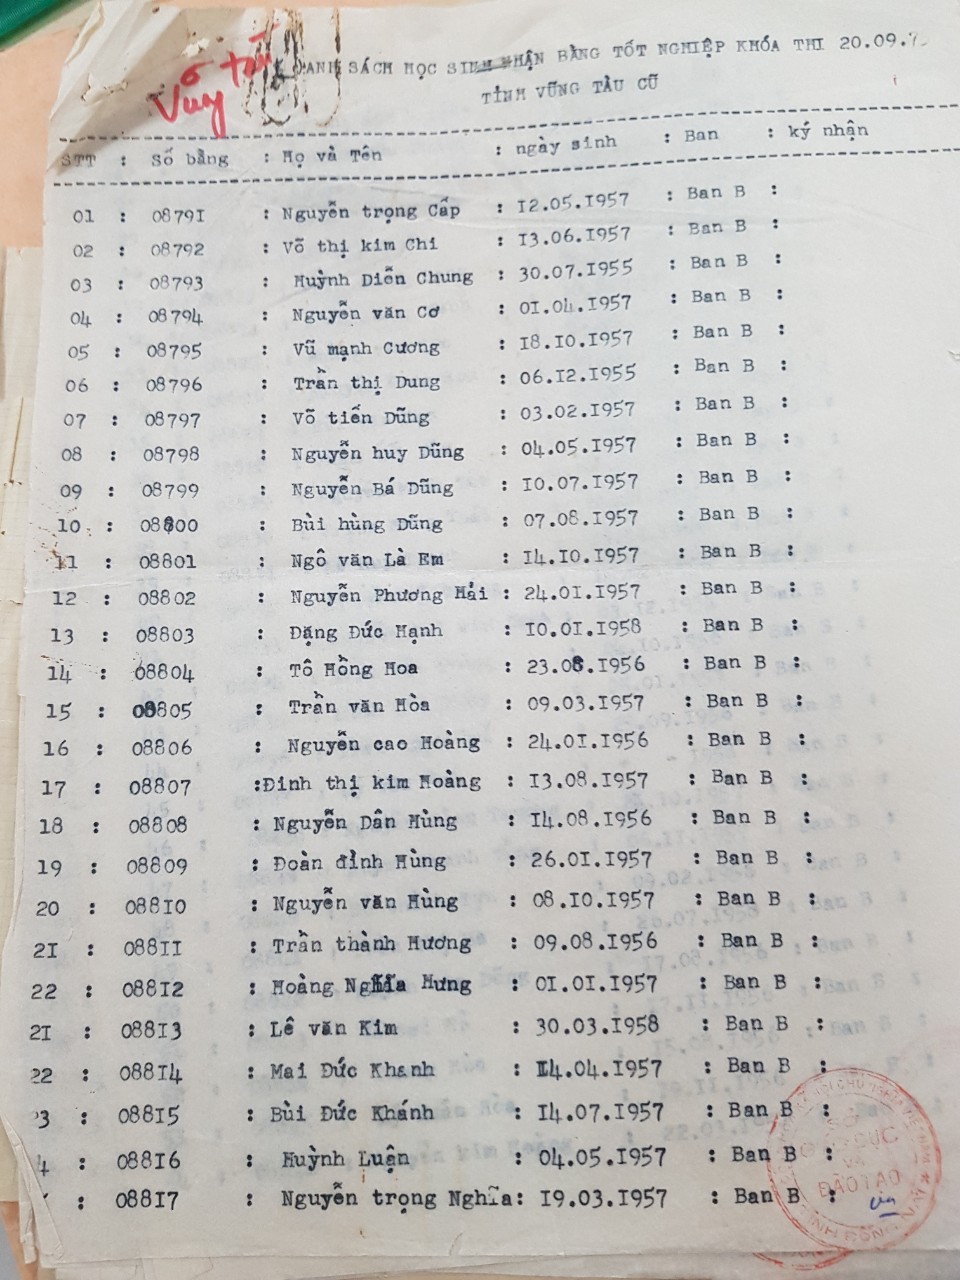 Vũng tàu
DANH SÁCH HỌC SINH NHẬN BẰNG TỐT NGHIỆP KHÓA THI 20.09.7
TỈNH VŨNG TÀU CŨ
STT : Số bằng : Họ và Tên : ngày sinh : Ban : ký nhận
01 : 08791 : Nguyễn trọng Cấp : 12.05.1957 : Ban B :
02 : 08792 : Võ thị kim Chi : 13.06.1957 : Ban B :
03 : 08793 : Huỳnh Diễn Chung : 30.07.1955 : Ban B :
04 : 08794 : Nguyễn văn Cơ : 01.04.1957 : Ban B :
05 : 08795 : Vũ mạnh Cương : 18.10.1957 : Ban B :
06 : 08796 : Trần thị Dung : 06.12.1955 : Ban B :
07 : 08797 : Võ tiến Dũng : 03.02.1957 : Ban B :
08 : 08798 : Nguyễn huy Dũng : 04.05.1957 : Ban B :
09 : 08799 : Nguyễn Bá Dũng : 10.07.1957 : Ban B :
10 : 08800 : Bùi hùng Dũng : 07.08.1957 : Ban B :
11 : 08801 : Ngô văn Là Em : 14.10.1957 : Ban B :
12 : 08802 : Nguyễn Phương Hải : 24.01.1957 : Ban B :
13 : 08803 : Đặng Đức Hạnh : 10.01.1958 : Ban B :
14 : 08804 : Tô Hồng Hoa : 23.08.1956 : Ban B :
15 : 08805 : Trần văn Hòa : 09.03.1957 : Ban B :
16 : 08806 : Nguyễn cao Hoàng : 24.01.1956 : Ban B :
17 : 08807 :Đinh thị kim Hoàng : 13.08.1957 : Ban B :
18 : 08808 : Nguyễn Dân Hùng : 14.08.1956 : Ban B :
19 : 08809 : Đoàn đình Hùng : 26.01.1957 : Ban B :
20 : 08810 : Nguyễn văn Hùng : 08.10.1957 : Ban B :
21 : 08811 : Trần thành Hương : 09.08.1956 : Ban B :
22 : 08812 : Hoàng Nghĩa Hưng : 01.01.1957 : Ban B :
21 : 08813 : Lê văn Kim : 30.03.1958 : Ban B :
22 : 08814 : Mai Đức Khanh : 14.04.1957 : Ban B :
3 : 08815 : Bùi Đức Khánh : 14.07.1957 : Ban B :
4 : 08816 : Huỳnh Luận : 04.05.1957 : Ban B :
: 08817 : Nguyễn trọng Nghĩa: 19.03.1957 : Ban B :
SỞ
GIÁO DỤC
VÀ
ĐÀO TẠO
TỈNH ĐỒNG NAI